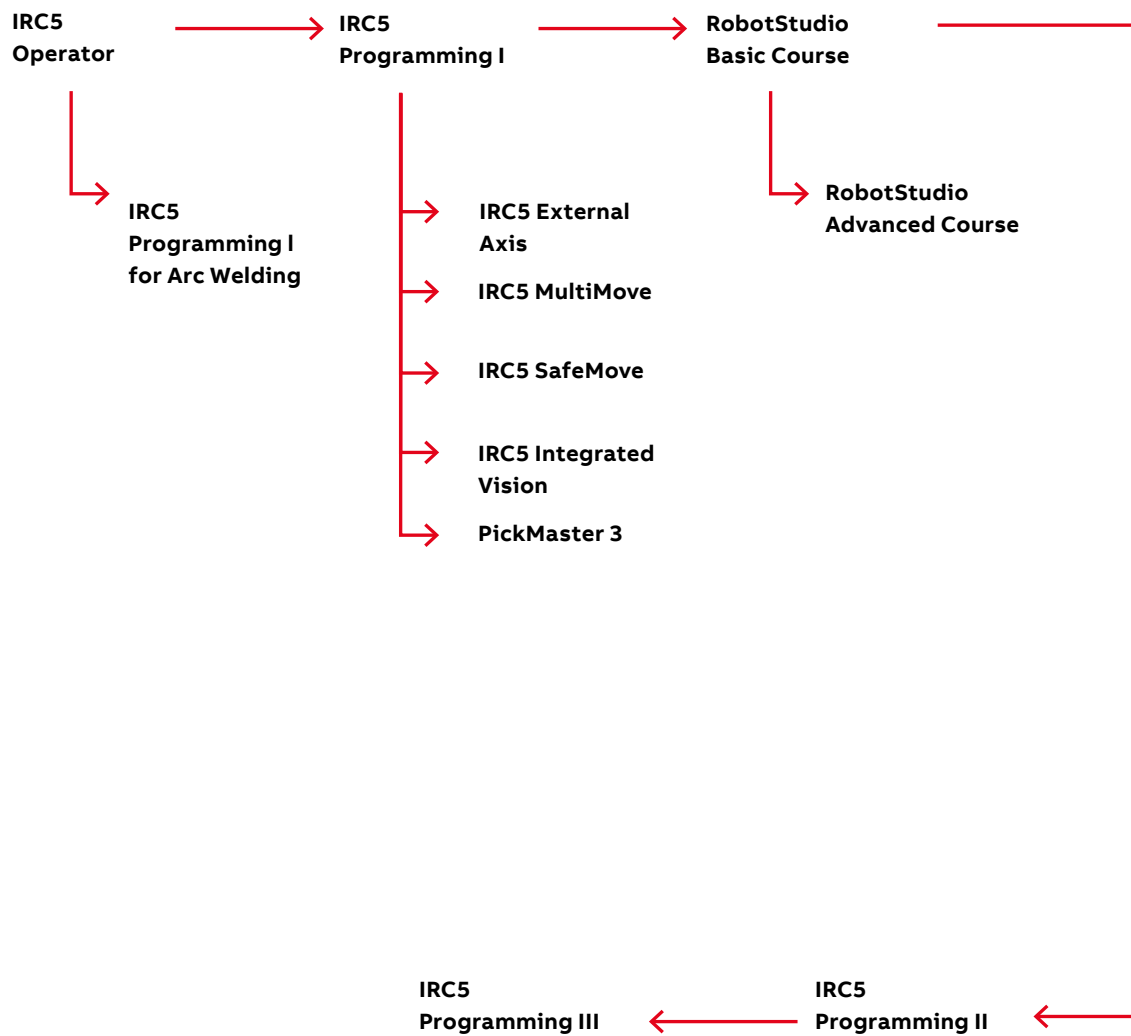 IRC5
Operator
IRC5
Programming I
RobotStudio
Basic Course
IRC5
Programming l
for Arc Welding
IRC5 External
Axis
IRC5 MultiMove
IRC5 SafeMove
IRC5 Integrated
Vision
PickMaster 3
RobotStudio
Advanced Course
IRC5
Programming III
IRC5
Programming II